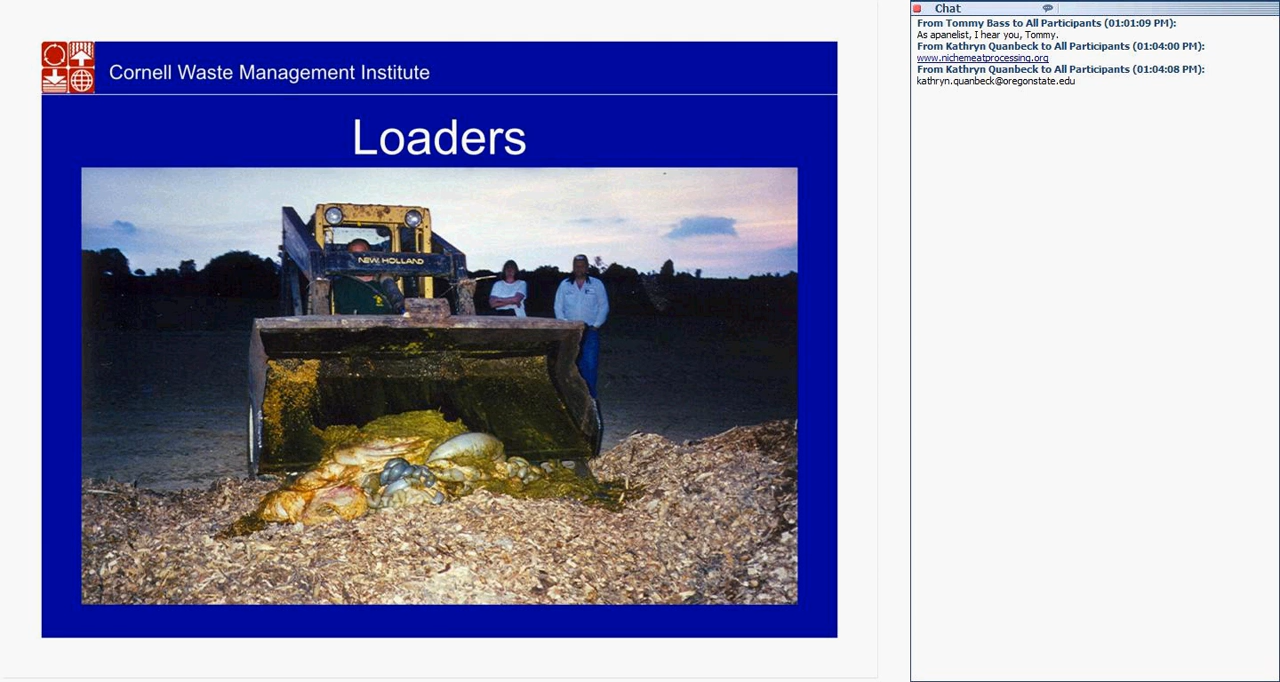 Cornell Waste Management Institute
Loaders
NEW HOLLAND
Chat
From Tommy Bass to All Participants (01:01:09 PM):
As apanelist, I hear you, Tommy.
From Kathryn Quanbeck to All Participants (01:04:00 PM):
www.nichemeatprocessing.org
From Kathryn Quanbeck to All Participants (01:04:08 PM):
kathryn.quanbeck@oregonstate.edu